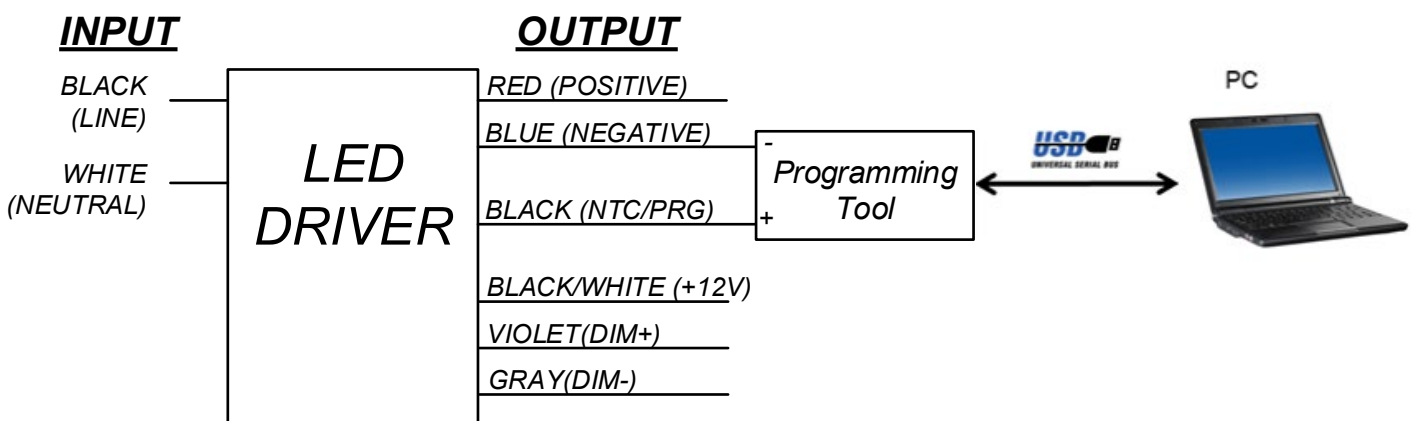 INPUT
OUTPUT
BLACK
(LINE)
WHITE
(NEUTRAL)
LED
DRIVER
RED (POSITIVE)
BLUE (NEGATIVE)
BLACK (NTC/PRG)
BLACK/WHITE (+12V)
VIOLET(DIM+)
GRAY(DIM-)
-
Programming
Tool
+
USB
UNIVERSAL SERIAL BUS
PC